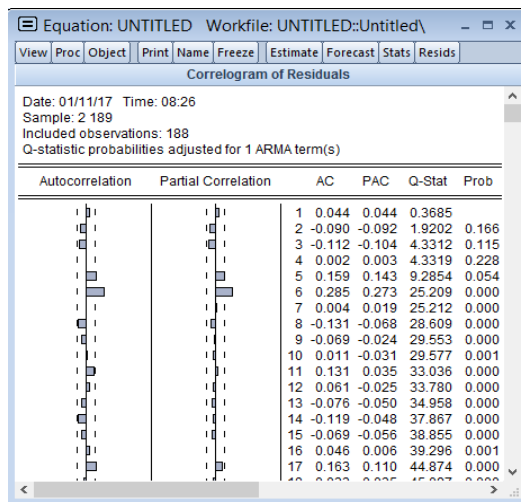 Equation: UNTITLED Workfile: UNTITLED::Untitled\
View Proc Object Print Name Freeze Estimate Forecast Stats Resids
Correlogram of Residuals
Date: 01/11/17 Time: 08:26
Sample: 2 189
Included observations: 188
Q-statistic probabilities adjusted for 1 ARMA term(s)
Autocorrelation Partial Correlation AC PAC Q-Stat Prob
1 0.044 0.044 0.3685
2 -0.090 -0.092 1.9202 0.166
3 -0.112 -0.104 4.3312 0.115
4 0.002 0.003 4.3319 0.228
5 0.159 0.143 9.2854 0.054
6 0.285 0.273 25.209 0.000
7 0.004 0.019 25.212 0.000
8 -0.131 -0.068 28.609 0.000
9 -0.069 -0.024 29.553 0.000
10 0.011 -0.031 29.577 0.001
11 0.131 0.035 33.036 0.000
12 0.061 -0.025 33.780 0.000
13 -0.076 -0.050 34.958 0.000
14 -0.119 -0.048 37.867 0.000
15 -0.069 -0.056 38.855 0.000
16 0.046 0.006 39.296 0.001
17 0.163 0.110 44.874 0.000